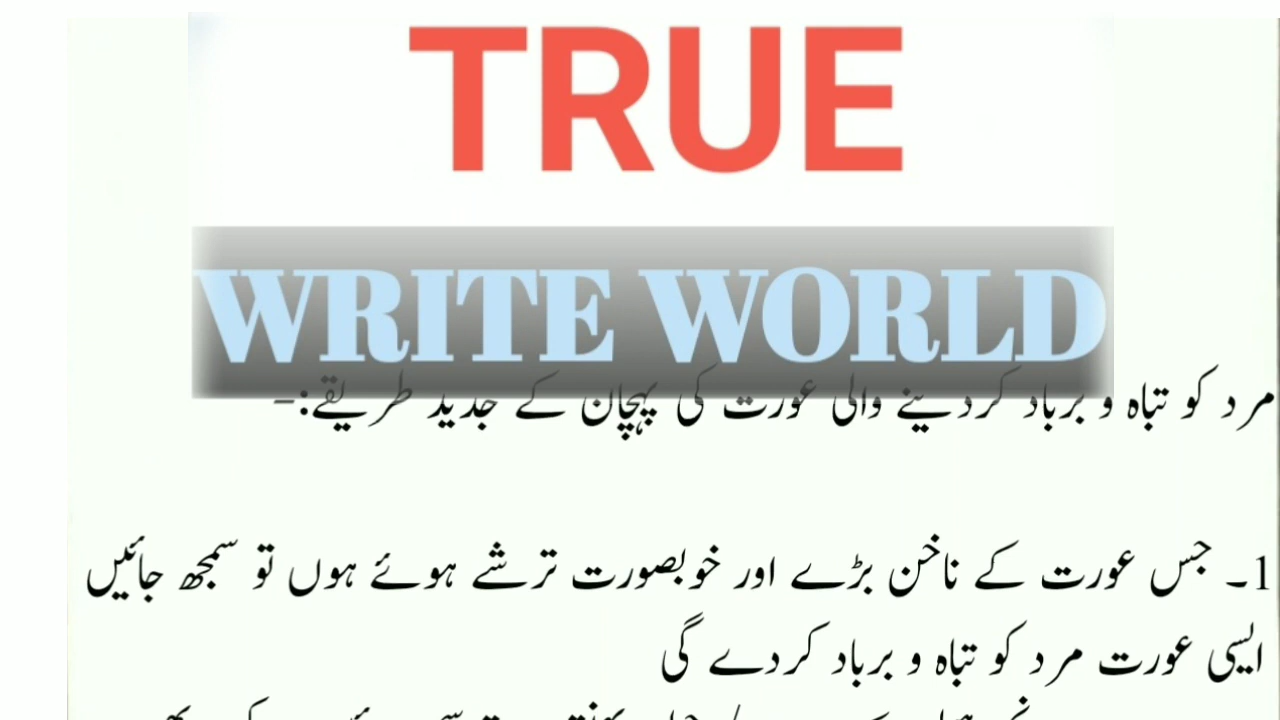 TRUE
WRITE WORLD
مرد کو تباہ و برباد کردینے والی عورت کی پہچان کے جدید طریقے:-
1۔ جس عورت کے ناخن بڑے اور خوبصورت ترشے ہوئے ہوں تو سمجھ جائیں
ایسی عورت مرد کو تباہ و برباد کردے گی